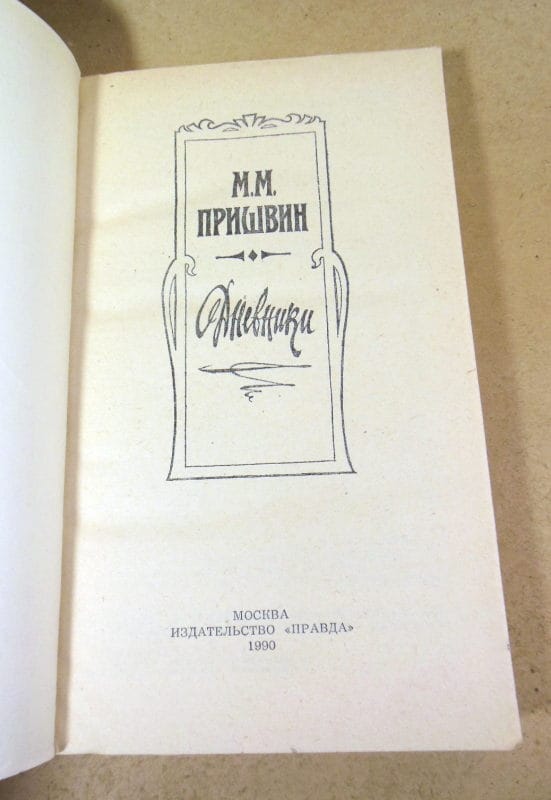 М.М.
ПРИШВИН
Дневники
МОСКВА
ИЗДАТЕЛЬСТВО «ПРАВДА»
1990